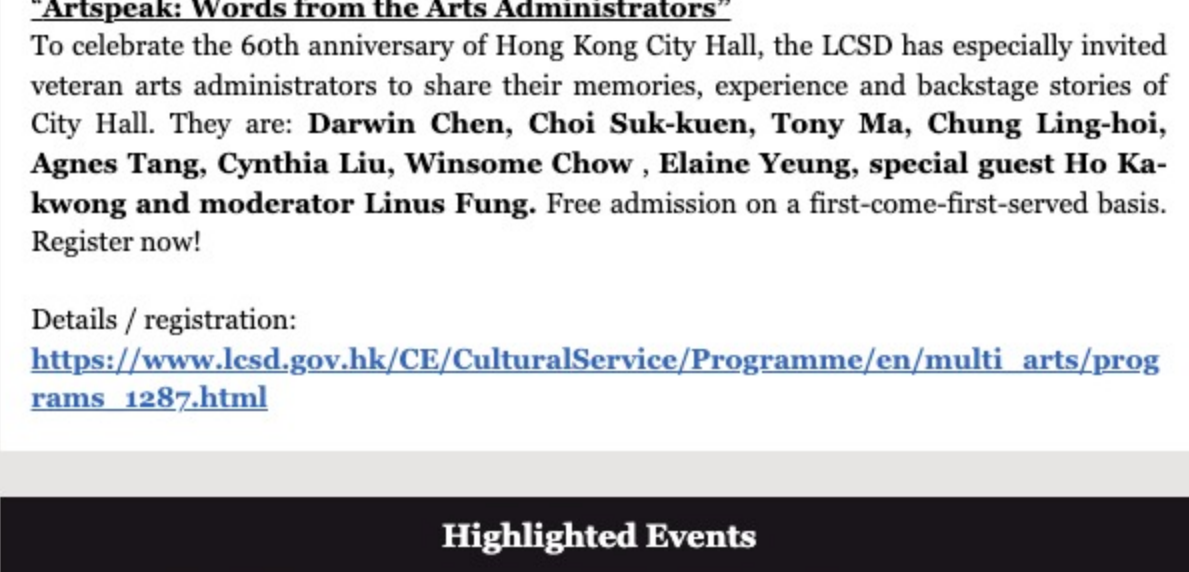 "Artspeak: Words from the Arts Administrators"
To celebrate the 60th anniversary of Hong Kong City Hall, the LCSD has especially invited
veteran arts administrators to share their memories, experience and backstage stories of
City Hall. They are: Darwin Chen, Choi Suk-kuen, Tony Ma, Chung Ling-hoi,
Agnes Tang, Cynthia Liu, Winsome Chow , Elaine Yeung, special guest Ho Ka-
kwong and moderator Linus Fung. Free admission on a first-come-first-served basis.
Register now!
Details / registration:
https://www.lcsd.gov.hk/CE/CulturalService/Programme/en/multi_arts/prog
rams_1287.html
Highlighted Events